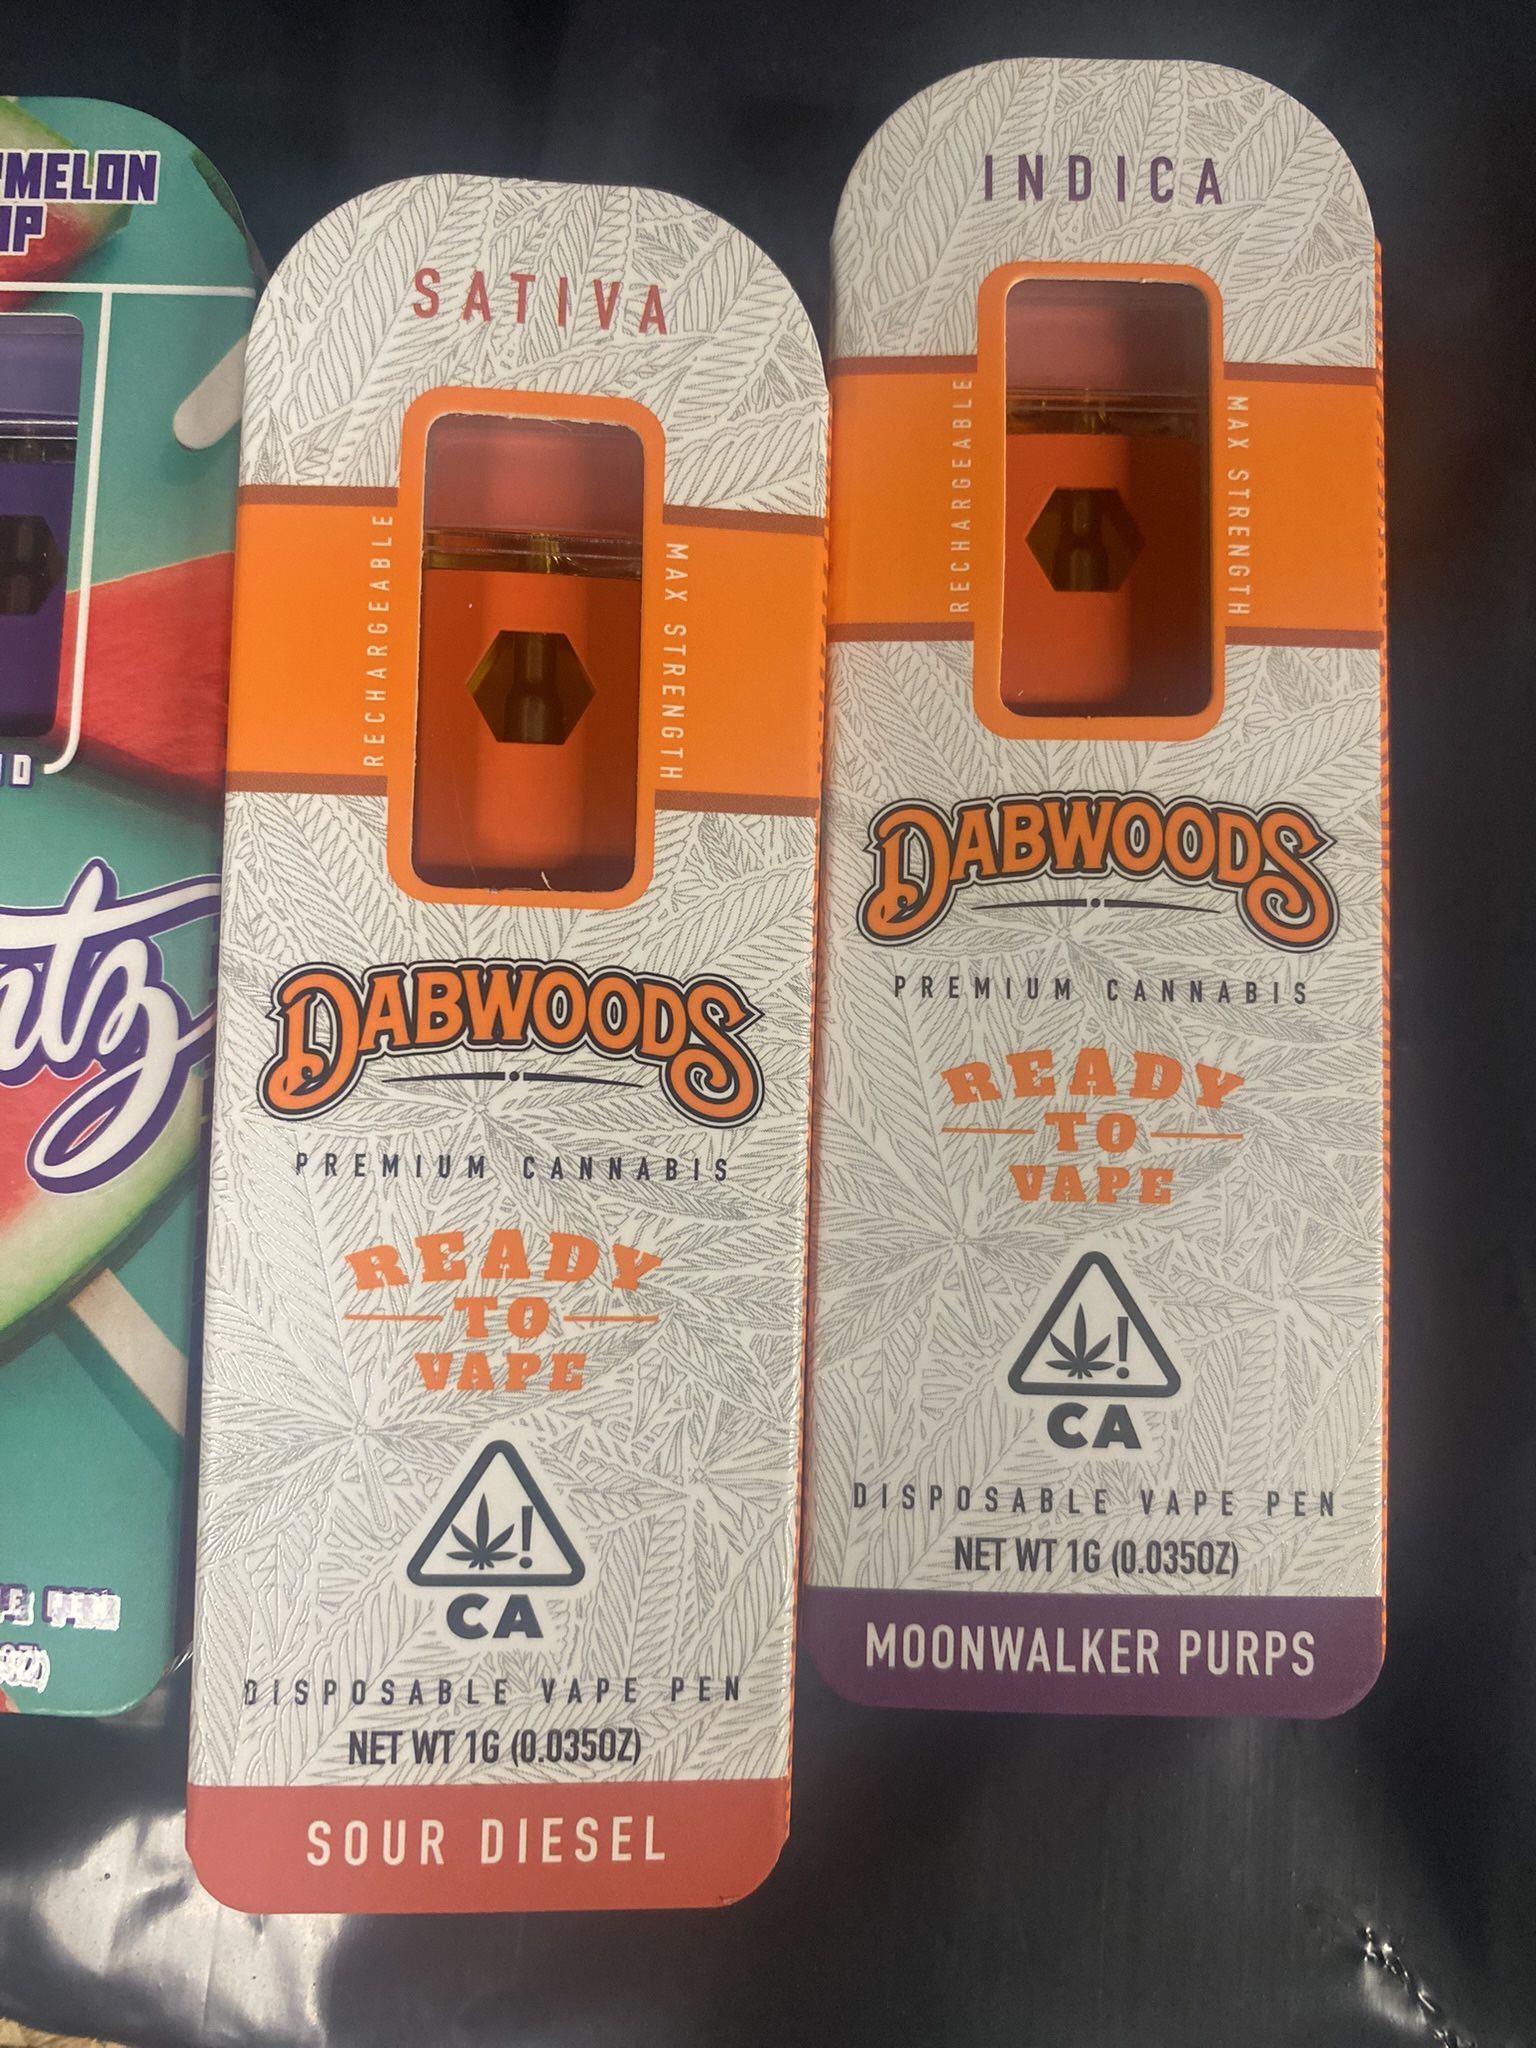 SATIVA
RECHARGEABLE
MAX STRENGTH
DABWOODS
PREMIUM CANNABIS
READY
TO
VAPE
CA
DISPOSABLE VAPE PEN
NET WT 1G (0.035OZ)
SOUR DIESEL
INDICA
RECHARGEABLE
MAX STRENGTH
DABWOODS
PREMIUM CANNABIS
READY
TO
VAPE
CA
DISPOSABLE VAPE PEN
NET WT 1G (0.035OZ)
MOONWALKER PURPS
PEN